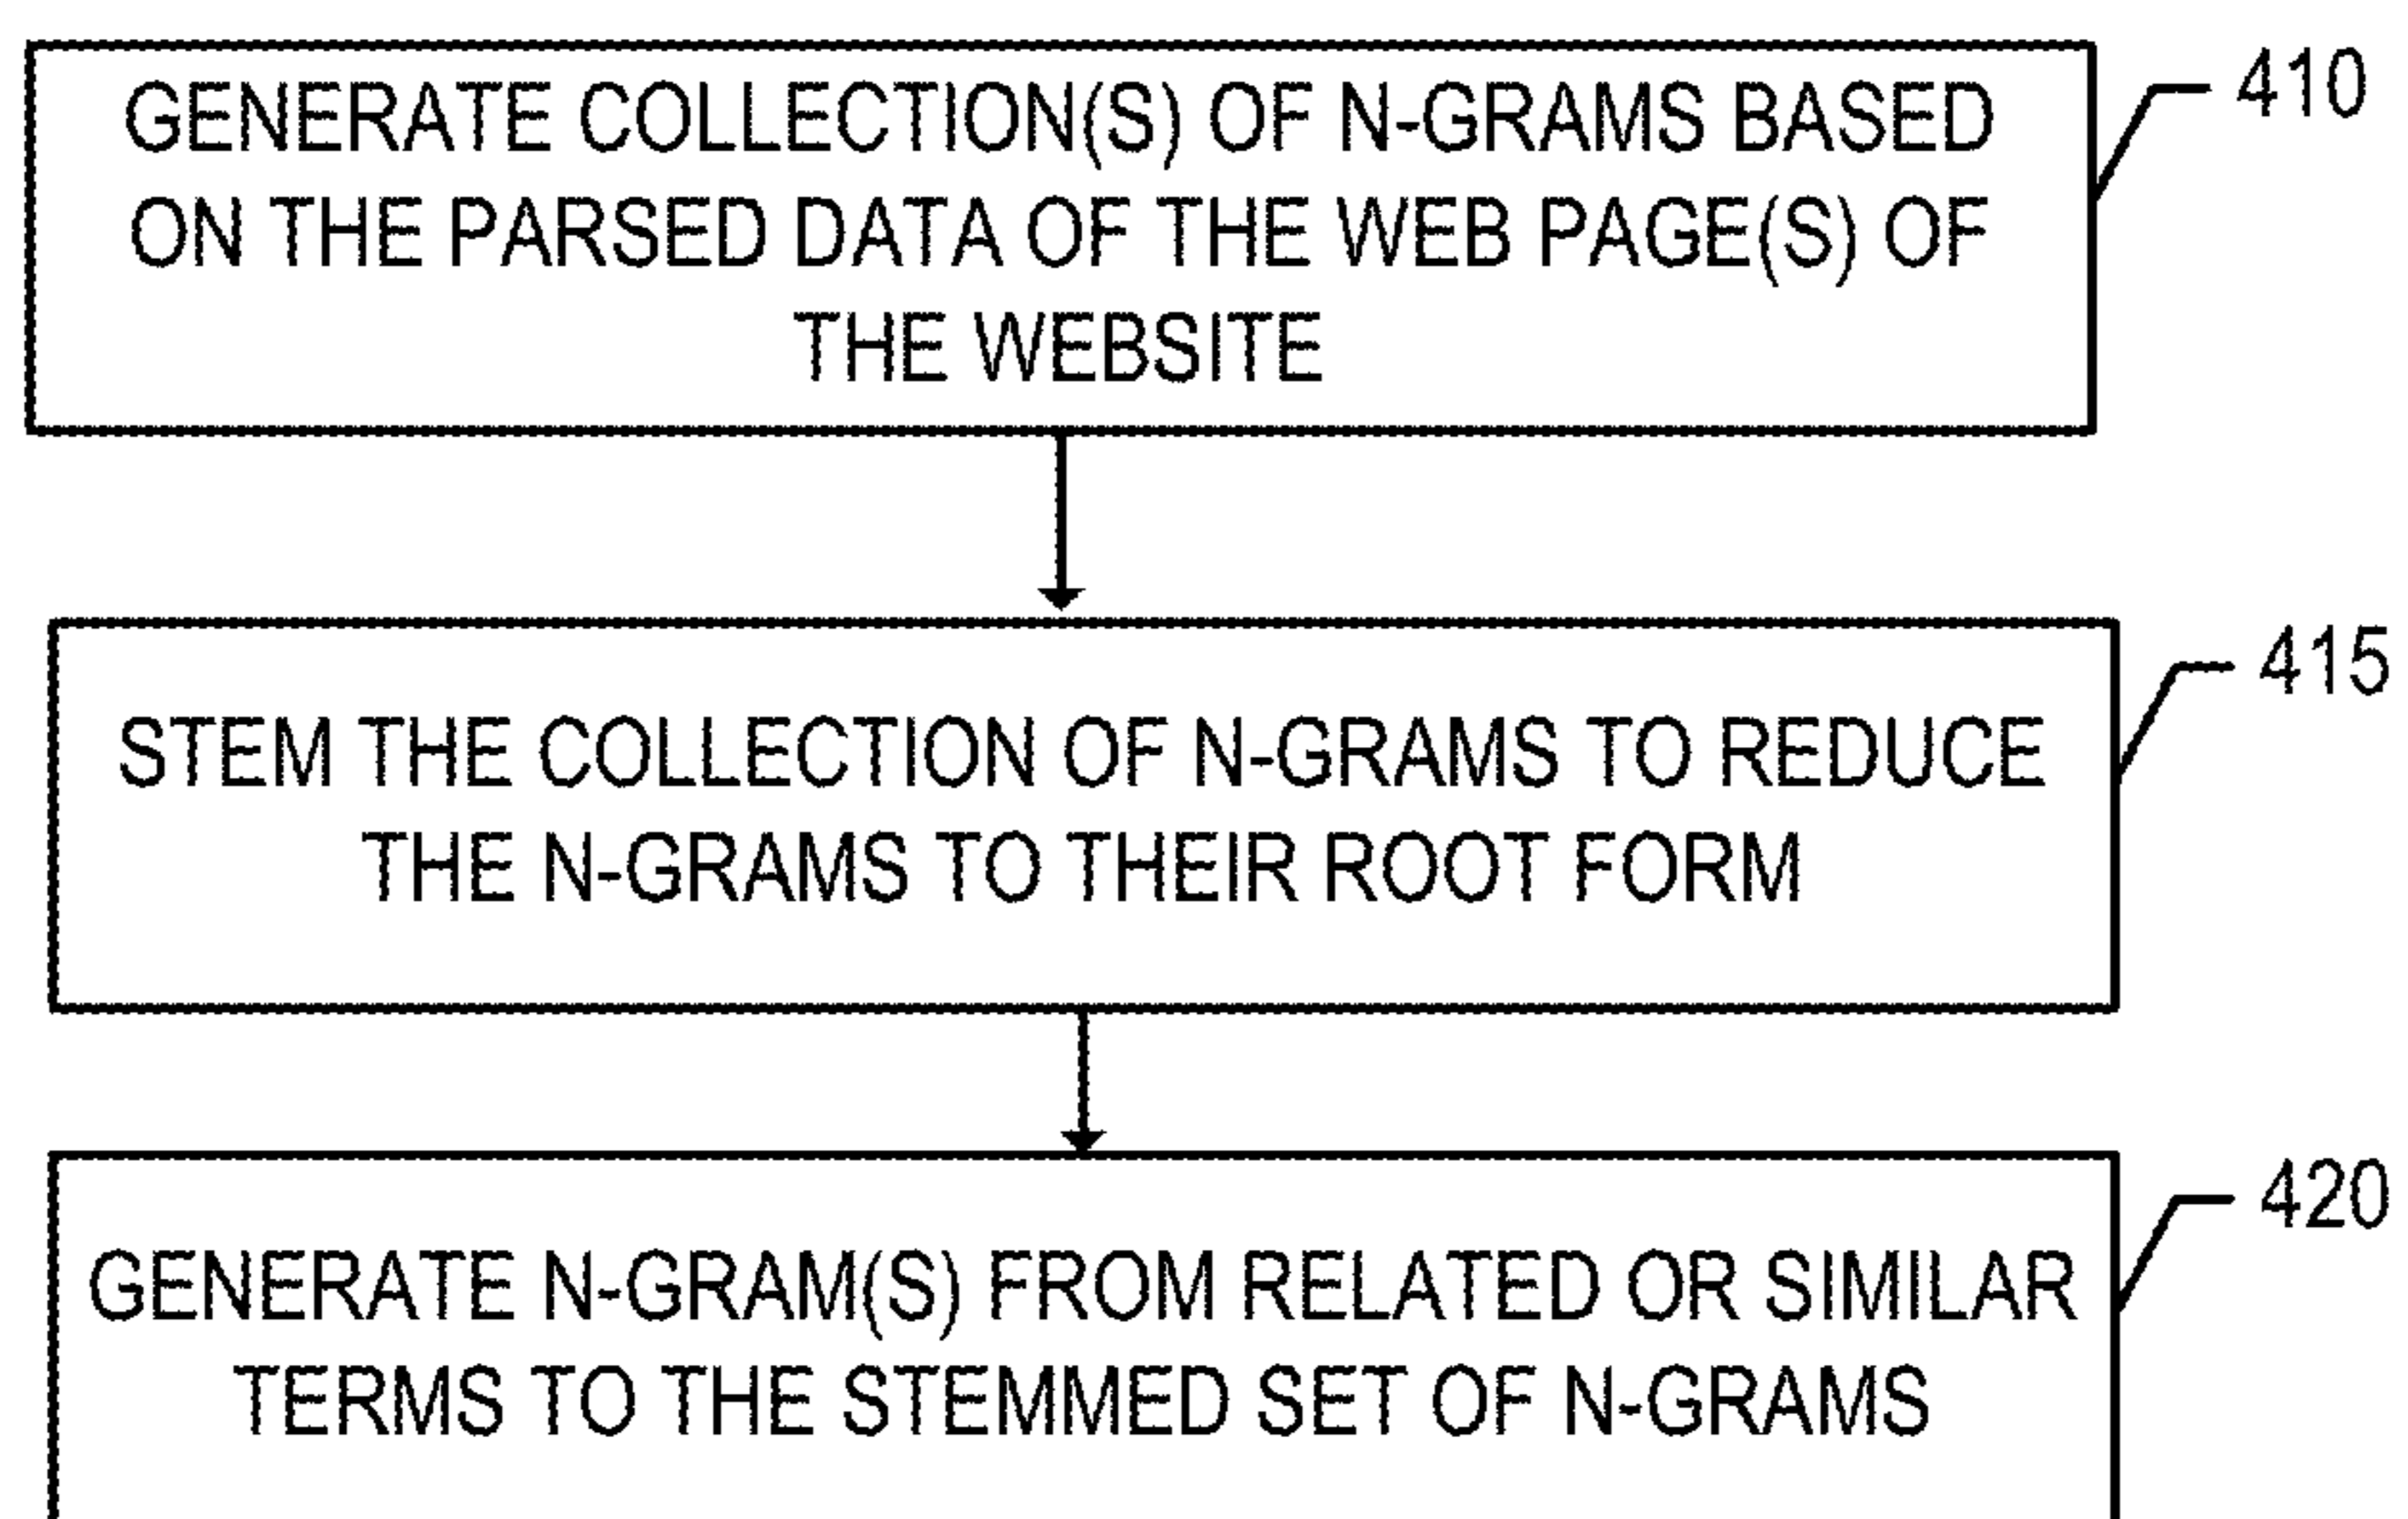 GENERATE COLLECTION(S) OF N-GRAMS BASED
ON THE PARSED DATA OF THE WEB PAGE(S) OF
THE WEBSITE
410
STEM THE COLLECTION OF N-GRAMS TO REDUCE
THE N-GRAMS TO THEIR ROOT FORM
415
GENERATE N-GRAM(S) FROM RELATED OR SIMILAR
TERMS TO THE STEMMED SET OF N-GRAMS
420